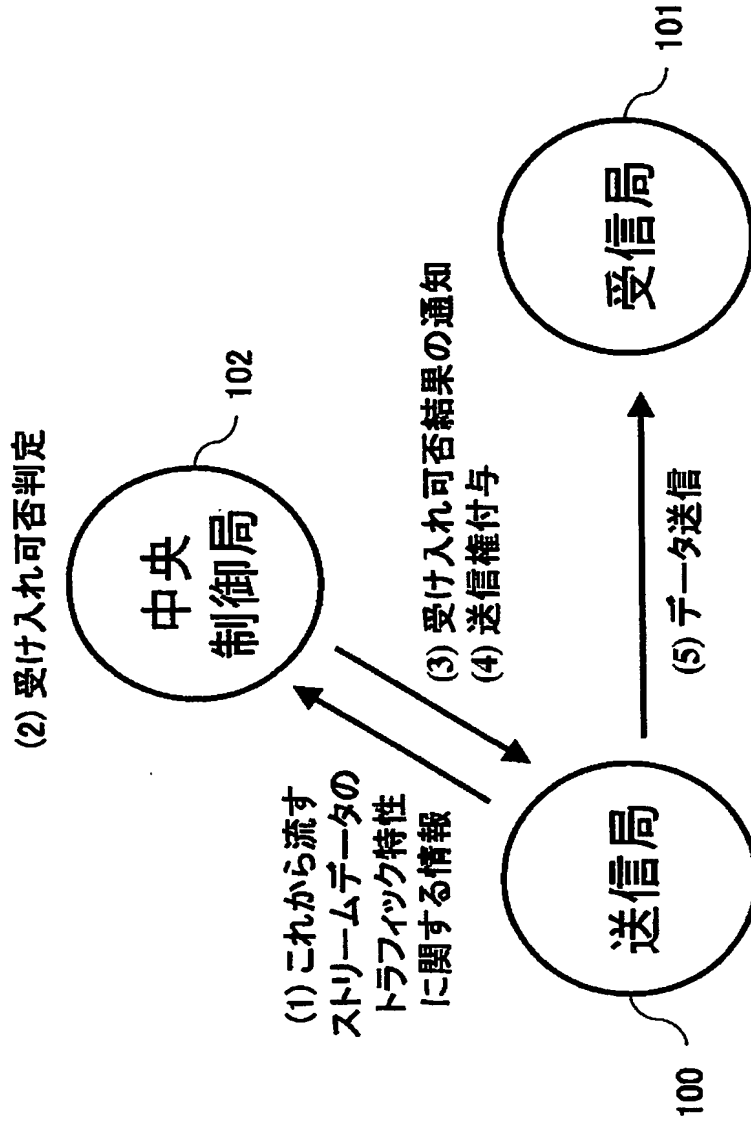 (2) 受け入れ可否判定
中央
制御局
102
(1) これから流す
ストリームデータの
トラフィック特性
に関する情報
(3) 受け入れ可否結果の通知
(4) 送信権付与
送信局
100
(5) データ送信
受信局
101